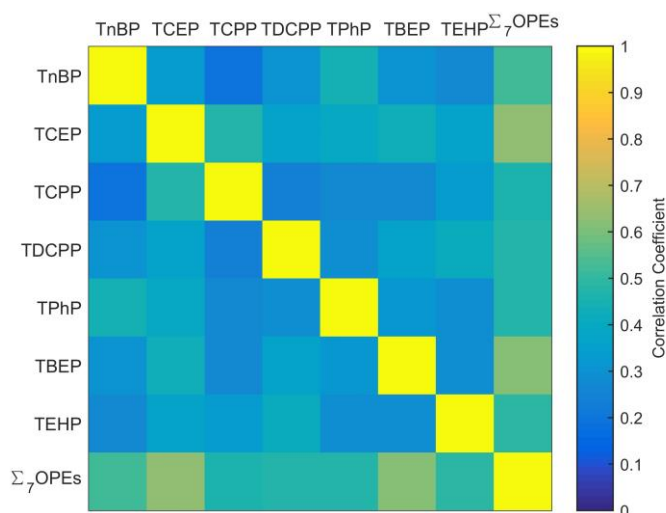 TnBP TCEP TCPP TDCPP TPhP TBEP TEHP Σ7OPEs
TnBP
TCEP
TCPP
TDCPP
TPhP
TBEP
TEHP
Σ7OPEs
1
0.9
0.8
0.7
0.6
0.5
0.4
0.3
0.2
0.1
0
Correlation Coefficient